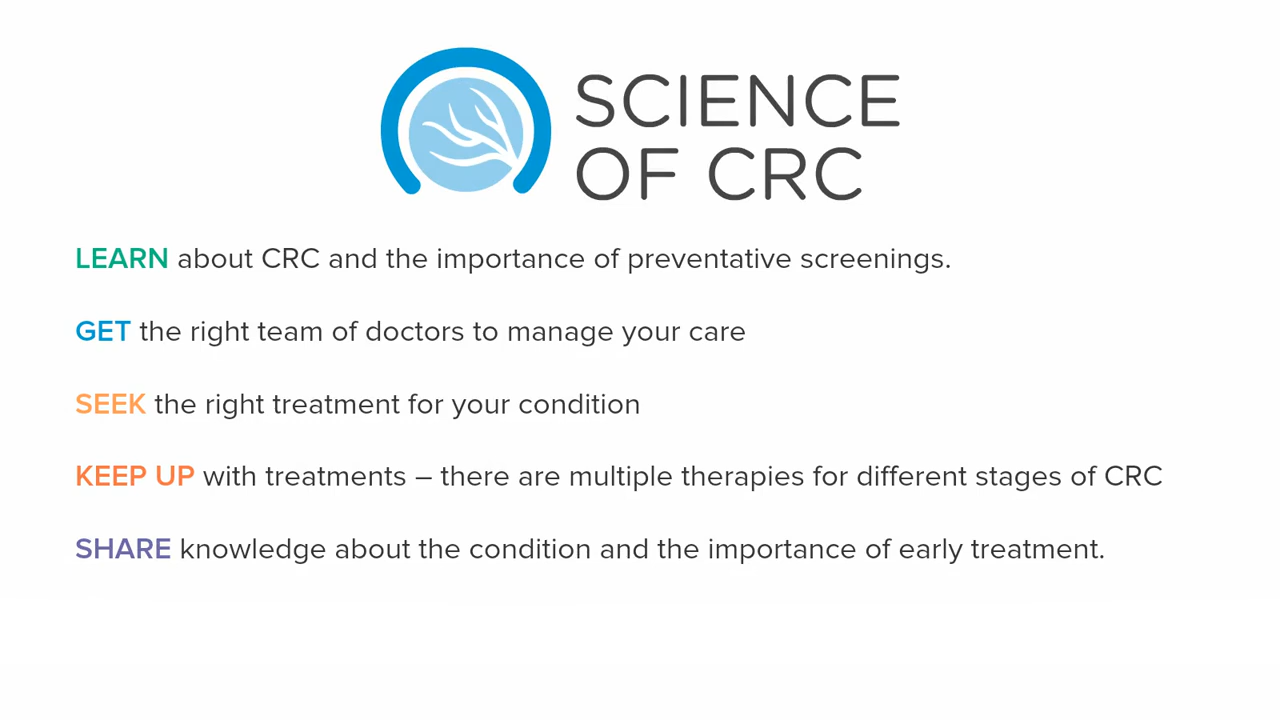 SCIENCE
OF CRC
LEARN about CRC and the importance of preventative screenings.
GET the right team of doctors to manage your care
SEEK the right treatment for your condition
KEEP UP with treatments – there are multiple therapies for different stages of CRC
SHARE knowledge about the condition and the importance of early treatment.